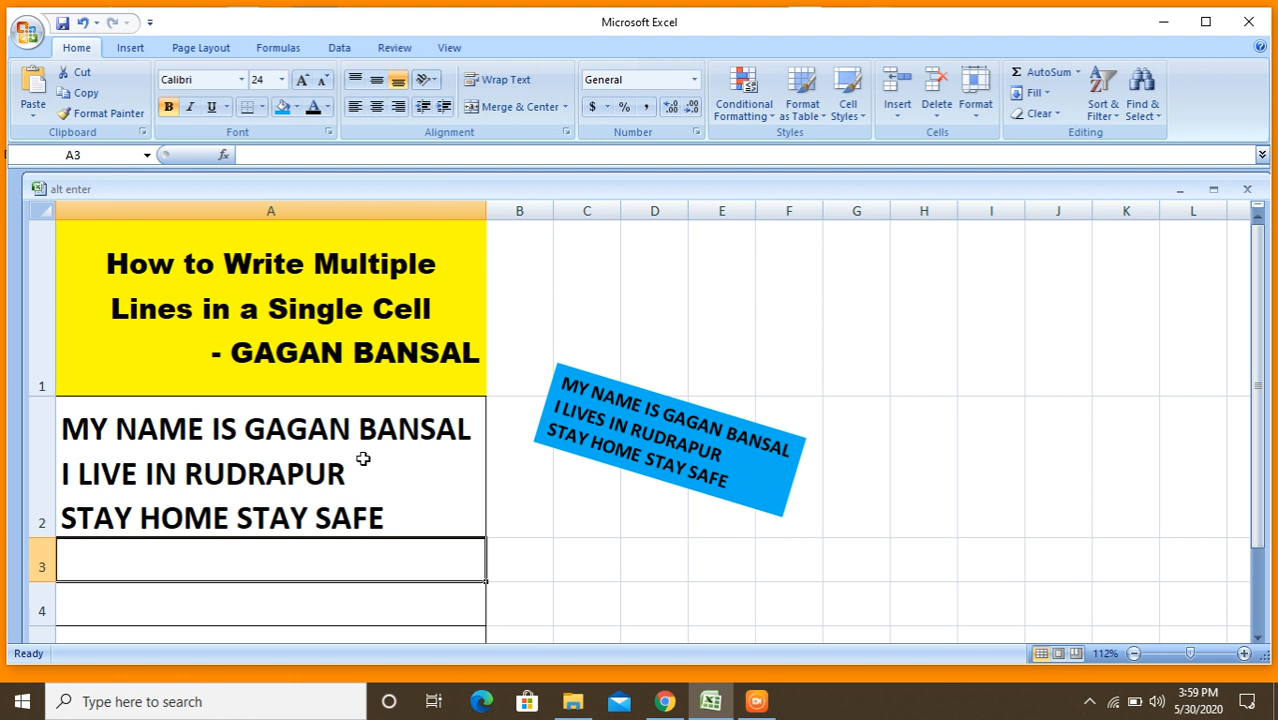 Microsoft Excel
Home Insert Page Layout Formulas Data Review View
Cut Calibri 24 Wrap Text General AutoSum
Copy Fill
Paste Format Painter B I U Merge & Center $ % , Conditional Formatting Format as Table Cell Styles Insert Delete Format Clear Sort & Filter Find & Select
Clipboard Font Alignment Number Styles Cells Editing
A3 fx
alt enter
A B C D E F G H I J K L
How to Write Multiple
Lines in a Single Cell
- GAGAN BANSAL
1
MY NAME IS GAGAN BANSAL
I LIVE IN RUDRAPUR
STAY HOME STAY SAFE
2
MY NAME IS GAGAN BANSAL
I LIVES IN RUDRAPUR
STAY HOME STAY SAFE
3
4
Ready 112%
Type here to search 3:59 PM
5/30/2020